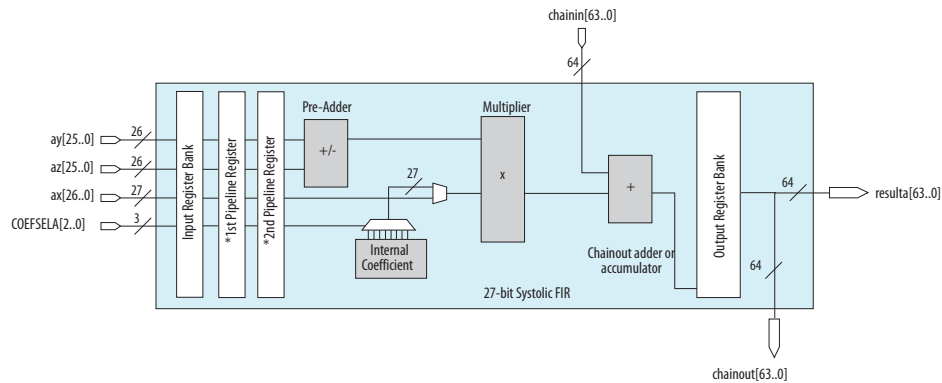 chainin[63..0]
64
Pre-Adder
Multiplier
ay[25..0]
26
+/-
az[25..0]
26
ax[26..0]
27
27
x
+
64
resulta[63..0]
COEFSELA[2..0]
3
Input Register Bank
*1st Pipeline Register
*2nd Pipeline Register
Internal
Coefficient
Chainout adder or
accumulator
Output Register Bank
64
27-bit Systolic FIR
chainout[63..0]